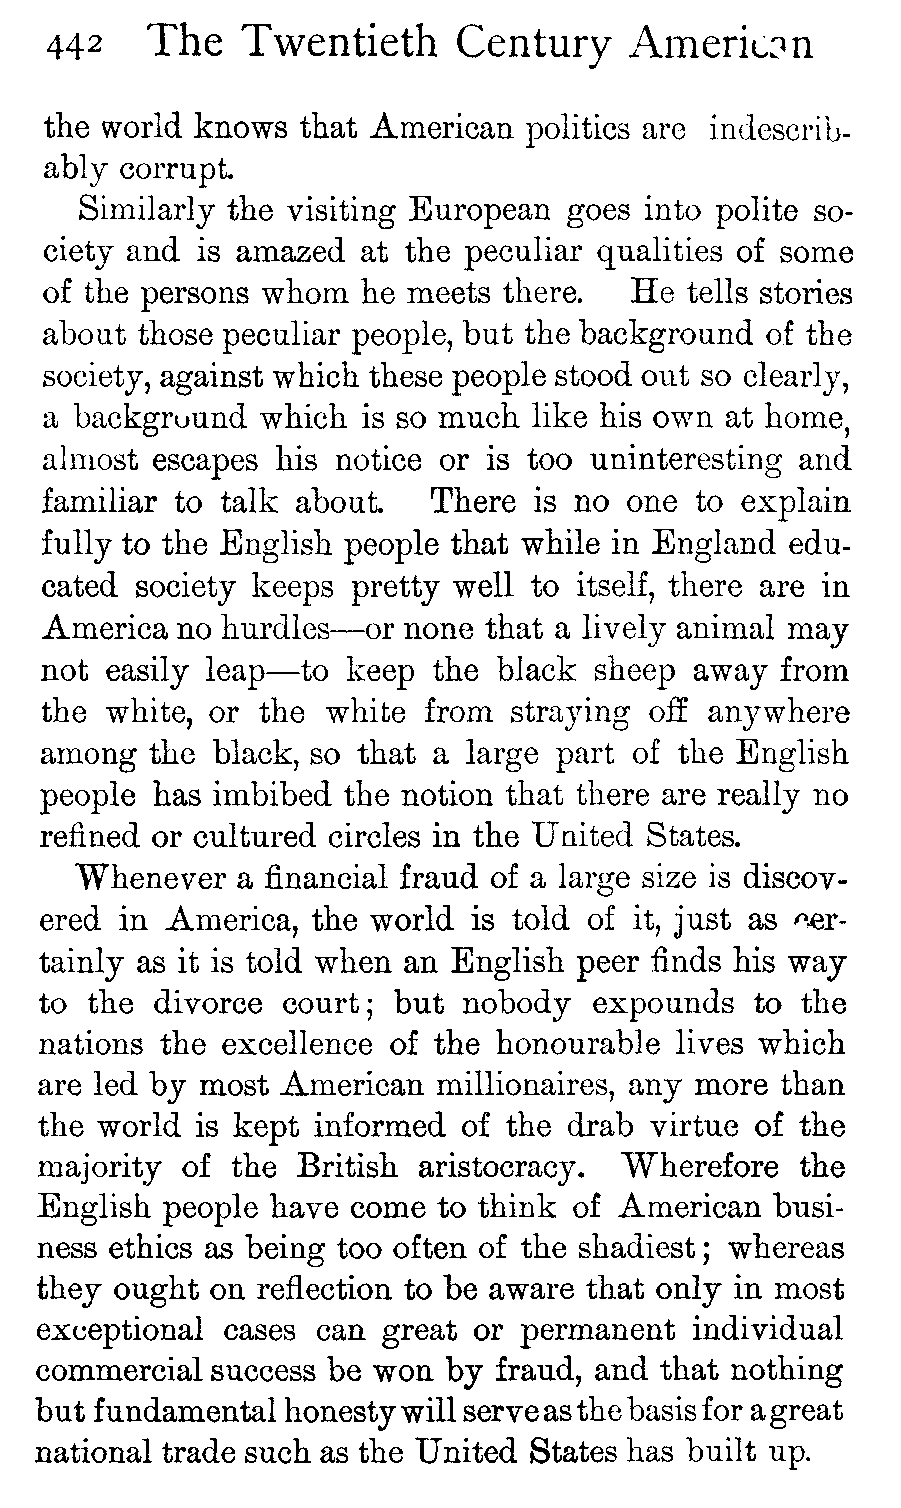 442 The Twentieth Century American
the world knows that American politics are indescrib-
ably corrupt.
Similarly the visiting European goes into polite so-
ciety and is amazed at the peculiar qualities of some
of the persons whom he meets there. He tells stories
about those peculiar people, but the background of the
society, against which these people stood out so clearly,
a background which is so much like his own at home,
almost escapes his notice or is too uninteresting and
familiar to talk about. There is no one to explain
fully to the English people that while in England edu-
cated society keeps pretty well to itself, there are in
America no hurdles—or none that a lively animal may
not easily leap—to keep the black sheep away from
the white, or the white from straying off anywhere
among the black, so that a large part of the English
people has imbibed the notion that there are really no
refined or cultured circles in the United States.
Whenever a financial fraud of a large size is discov-
ered in America, the world is told of it, just as cer-
tainly as it is told when an English peer finds his way
to the divorce court; but nobody expounds to the
nations the excellence of the honourable lives which
are led by most American millionaires, any more than
the world is kept informed of the drab virtue of the
majority of the British aristocracy. Wherefore the
English people have come to think of American busi-
ness ethics as being too often of the shadiest; whereas
they ought on reflection to be aware that only in most
exceptional cases can great or permanent individual
commercial success be won by fraud, and that nothing
but fundamental honesty will serve as the basis for a great
national trade such as the United States has built up.